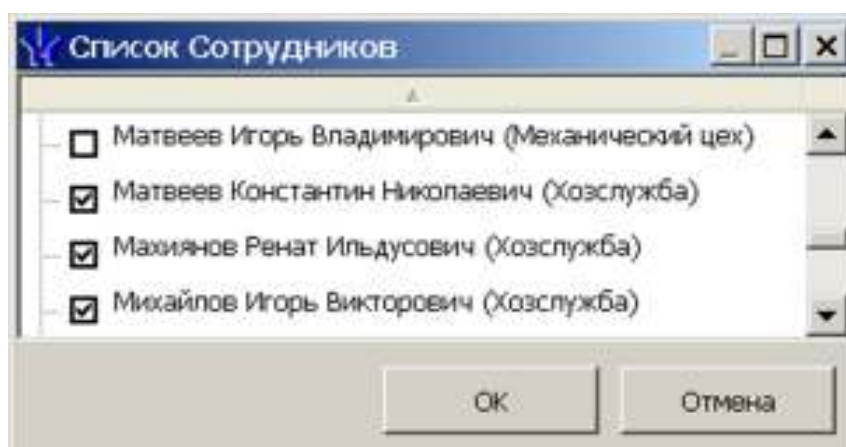 Список Сотрудников
Матвеев Игорь Владимирович (Механический цех)
Матвеев Константин Николаевич (Хозслужба)
Махиянов Ренат Ильдусович (Хозслужба)
Михайлов Игорь Викторович (Хозслужба)
ОК Отмена